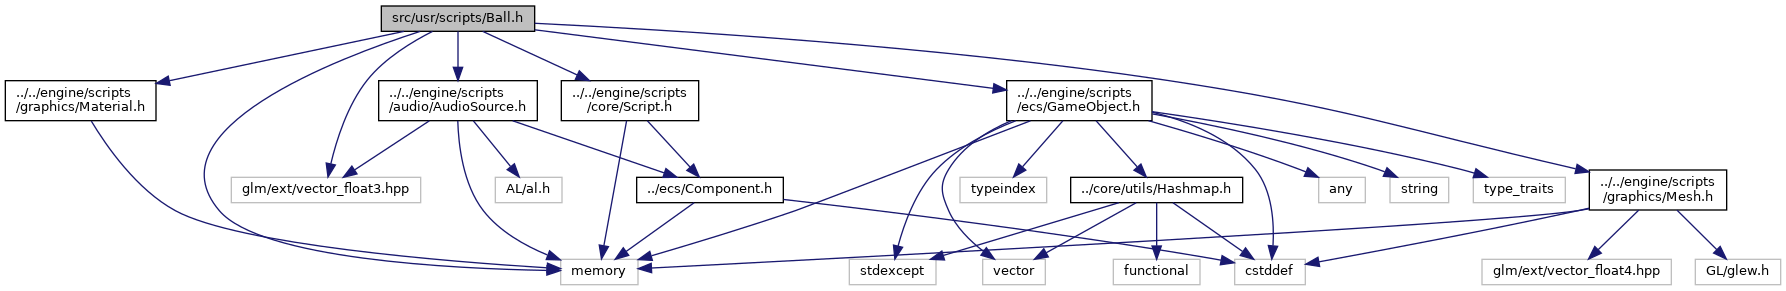 src/usr/scripts/Ball.h
../../engine/scripts
/graphics/Material.h
../../engine/scripts
/audio/AudioSource.h
../../engine/scripts
/core/Script.h
../../engine/scripts
/ecs/GameObject.h
../../engine/scripts
/graphics/Mesh.h
glm/ext/vector_float3.hpp
AL/al.h
../ecs/Component.h
typeindex
../core/utils/Hashmap.h
any
string
type_traits
memory
stdexcept
vector
functional
cstddef
glm/ext/vector_float4.hpp
GL/glew.h